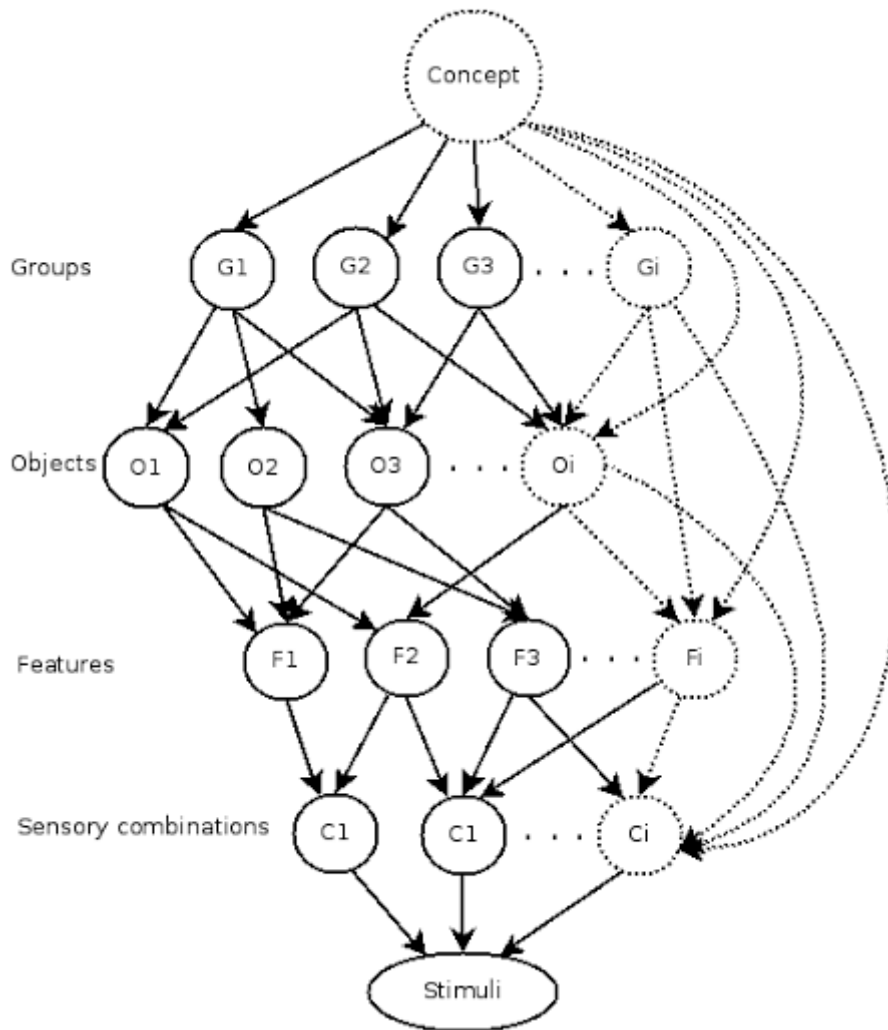 Concept
Groups G1 G2 G3 . . . Gi
Objects O1 O2 O3 . . . Oi
Features F1 F2 F3 . . . Fi
Sensory combinations C1 C1 . . . Ci
Stimuli